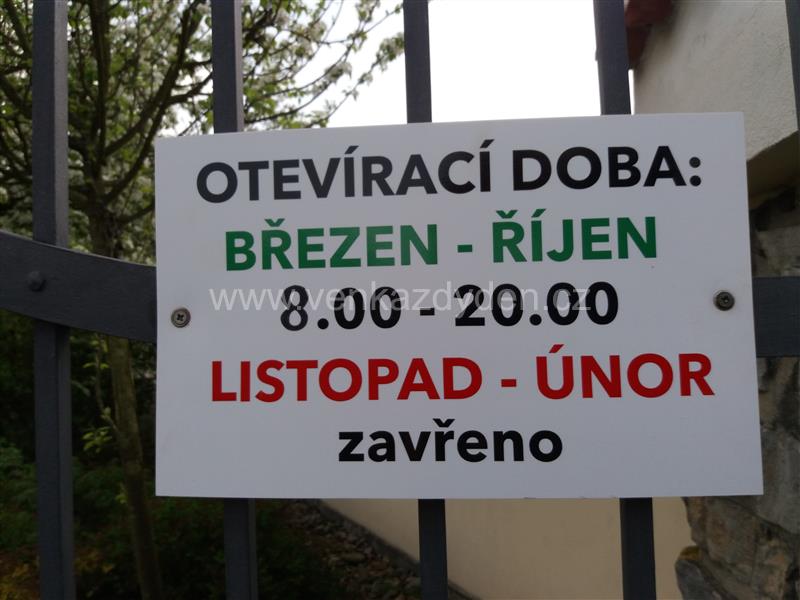 OTEVÍRACÍ DOBA:
BŘEZEN - ŘÍJEN
8.00 - 20.00
www.venkazdyden.cz
LISTOPAD - ÚNOR
zavřeno